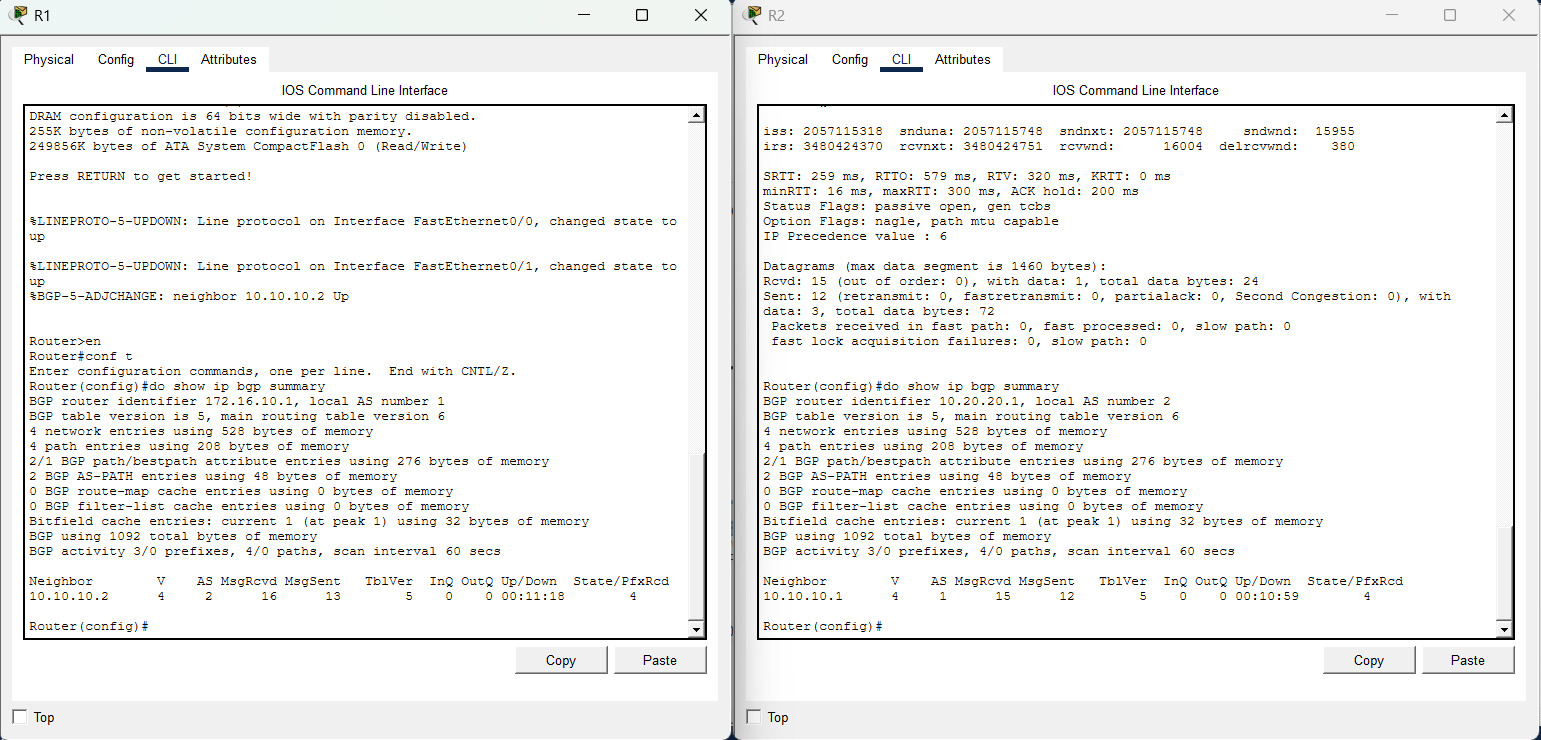 R1
Physical Config CLI Attributes
IOS Command Line Interface
DRAM configuration is 64 bits wide with parity disabled.
255K bytes of non-volatile configuration memory.
249856K bytes of ATA System CompactFlash 0 (Read/Write)
Press RETURN to get started!
%LINEPROTO-5-UPDOWN: Line protocol on Interface FastEthernet0/0, changed state to
up
%LINEPROTO-5-UPDOWN: Line protocol on Interface FastEthernet0/1, changed state to
up
%BGP-5-ADJCHANGE: neighbor 10.10.10.2 Up
Router>en
Router#conf t
Enter configuration commands, one per line.  End with CNTL/Z.
Router(config)#do show ip bgp summary
BGP router identifier 172.16.10.1, local AS number 1
BGP table version is 5, main routing table version 6
4 network entries using 528 bytes of memory
4 path entries using 208 bytes of memory
2/1 BGP path/bestpath attribute entries using 276 bytes of memory
2 BGP AS-PATH entries using 48 bytes of memory
0 BGP route-map cache entries using 0 bytes of memory
0 BGP filter-list cache entries using 0 bytes of memory
Bitfield cache entries: current 1 (at peak 1) using 32 bytes of memory
BGP using 1092 total bytes of memory
BGP activity 3/0 prefixes, 4/0 paths, scan interval 60 secs
Neighbor        V    AS MsgRcvd MsgSent   TblVer  InQ OutQ Up/Down  State/PfxRcd
10.10.10.2      4     2      16      13        5    0    0 00:11:18        4
Router(config)#
Copy Paste
Top
R2
Physical Config CLI Attributes
IOS Command Line Interface
iss: 2057115318  snduna: 2057115748  sndnxt: 2057115748     sndwnd:  15955
irs: 3480424370  rcvnxt: 3480424751  rcvwnd:      16004  delrcvwnd:    380
SRTT: 259 ms, RTTO: 579 ms, RTV: 320 ms, KRTT: 0 ms
minRTT: 16 ms, maxRTT: 300 ms, ACK hold: 200 ms
Status Flags: passive open, gen tcbs
Option Flags: nagle, path mtu capable
IP Precedence value : 6
Datagrams (max data segment is 1460 bytes):
Rcvd: 15 (out of order: 0), with data: 1, total data bytes: 24
Sent: 12 (retransmit: 0, fastretransmit: 0, partialack: 0, Second Congestion: 0), with
data: 3, total data bytes: 72
Packets received in fast path: 0, fast processed: 0, slow path: 0
fast lock acquisition failures: 0, slow path: 0
Router(config)#do show ip bgp summary
BGP router identifier 10.20.20.1, local AS number 2
BGP table version is 5, main routing table version 6
4 network entries using 528 bytes of memory
4 path entries using 208 bytes of memory
2/1 BGP path/bestpath attribute entries using 276 bytes of memory
2 BGP AS-PATH entries using 48 bytes of memory
0 BGP route-map cache entries using 0 bytes of memory
0 BGP filter-list cache entries using 0 bytes of memory
Bitfield cache entries: current 1 (at peak 1) using 32 bytes of memory
BGP using 1092 total bytes of memory
BGP activity 3/0 prefixes, 4/0 paths, scan interval 60 secs
Neighbor        V    AS MsgRcvd MsgSent   TblVer  InQ OutQ Up/Down  State/PfxRcd
10.10.10.1      4     1      15      12        5    0    0 00:10:59        4
Router(config)#
Copy Paste
Top